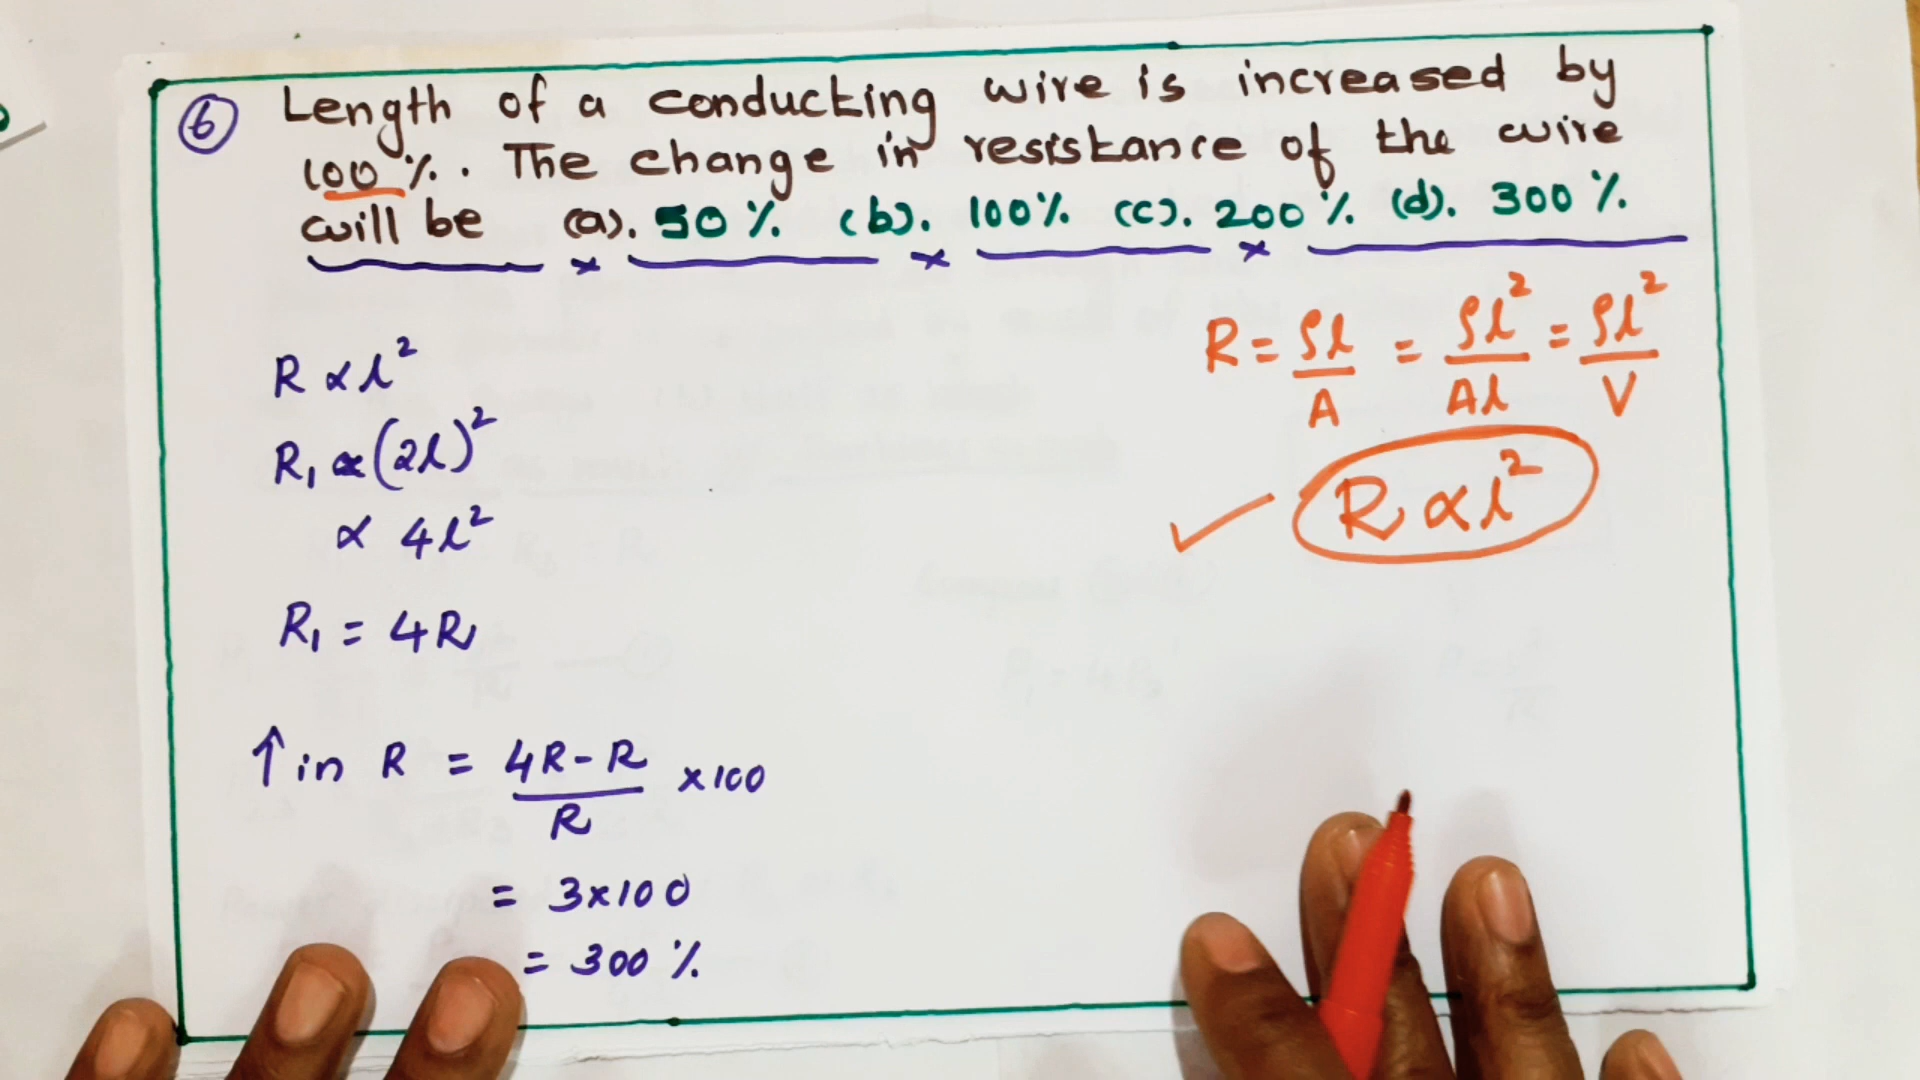 ⑥ Length of a conducting wire is increased by
100 %. The change in resistance of the wire
will be (a). 50 %. (b). 100%. (c). 200 %. (d). 300 %.
R = ρl/A = ρl²/Al = ρl²/V
R ∝ l²
R ∝ l²
R₁ ∝ (2l)²
∝ 4l²
R₁ = 4R
↑ in R = (4R - R)/R × 100
= 3×100
= 300 %.